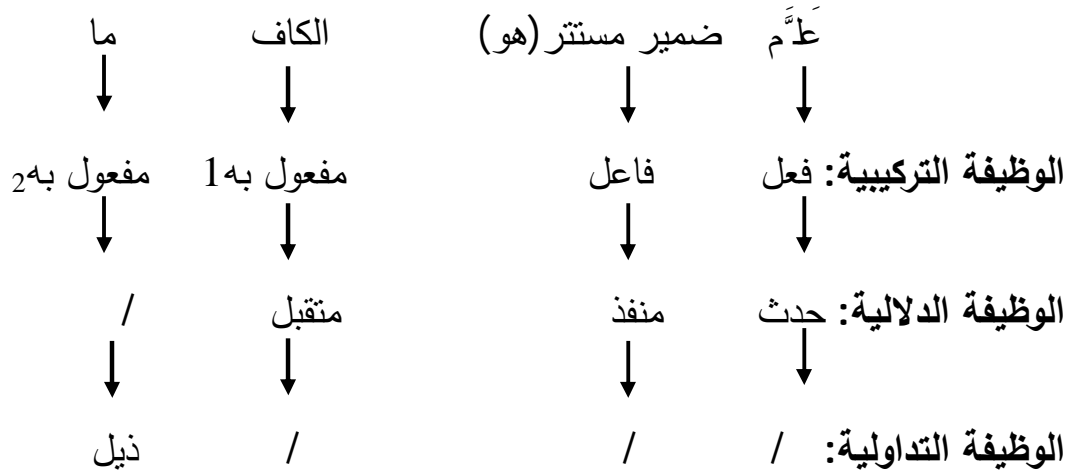 عَلَّم ضمير مستتر (هو) الكاف ما
الوظيفة التركيبية: فعل فاعل مفعول به1 مفعول به2
الوظيفة الدلالية: حدث منفذ متقبل /
الوظيفة التداولية: / / / ذيل